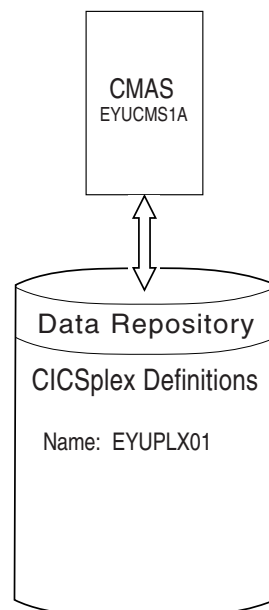 CMAS
EYUCMS1A
Data Repository
CICSplex Definitions
Name: EYUPLX01